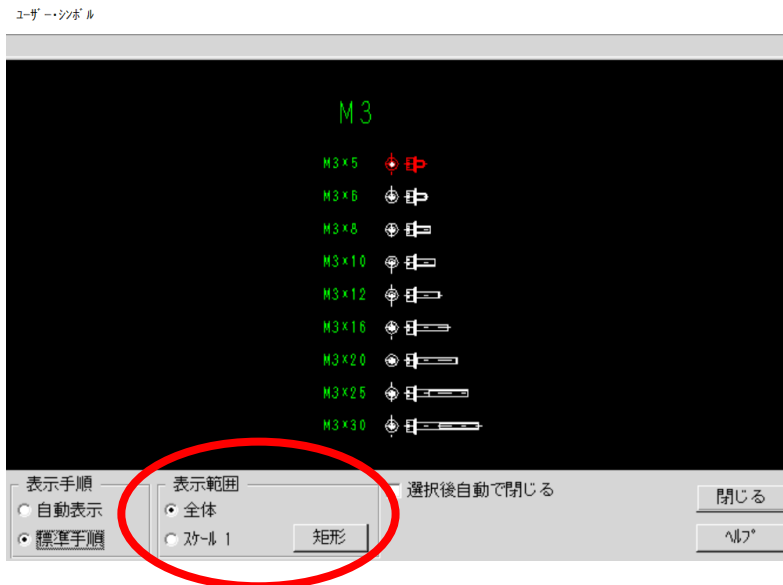 ﾕｰｻﾞｰ･ｼﾝﾎﾞﾙ
M3
M3×5
M3×6
M3×8
M3×10
M3×12
M3×16
M3×20
M3×25
M3×30
表示手順
自動表示
標準手順
表示範囲
全体
ｽｹｰﾙ 1
矩形
選択後自動で閉じる
閉じる
ﾍﾙﾌﾟ